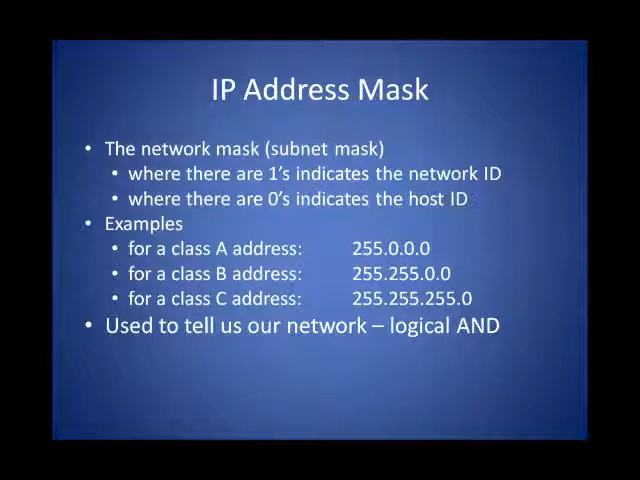 IP Address Mask
• The network mask (subnet mask)
• where there are 1's indicates the network ID
• where there are 0's indicates the host ID
• Examples
• for a class A address: 255.0.0.0
• for a class B address: 255.255.0.0
• for a class C address: 255.255.255.0
• Used to tell us our network – logical AND